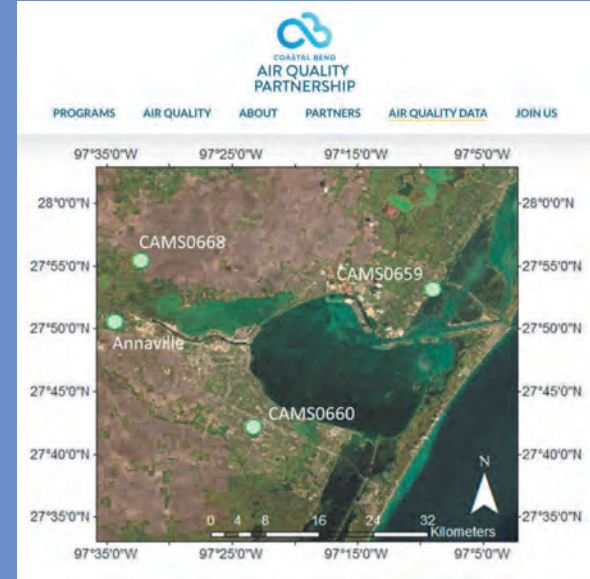 COASTAL BEND
AIR QUALITY
PARTNERSHIP
PROGRAMS AIR QUALITY ABOUT PARTNERS AIR QUALITY DATA JOIN US
97°35'0"W 97°25'0"W 97°15'0"W 97°5'0"W
28°0'0"N 28°0'0"N
CAMS0668
27°55'0"N 27°55'0"N
CAMS0659
27°50'0"N 27°50'0"N
Annaville
27°45'0"N 27°45'0"N
CAMS0660
27°40'0"N 27°40'0"N
N
27°35'0"N 27°35'0"N
0 4 8 16 24 32
Kilometers
97°35'0"W 97°25'0"W 97°15'0"W 97°5'0"W